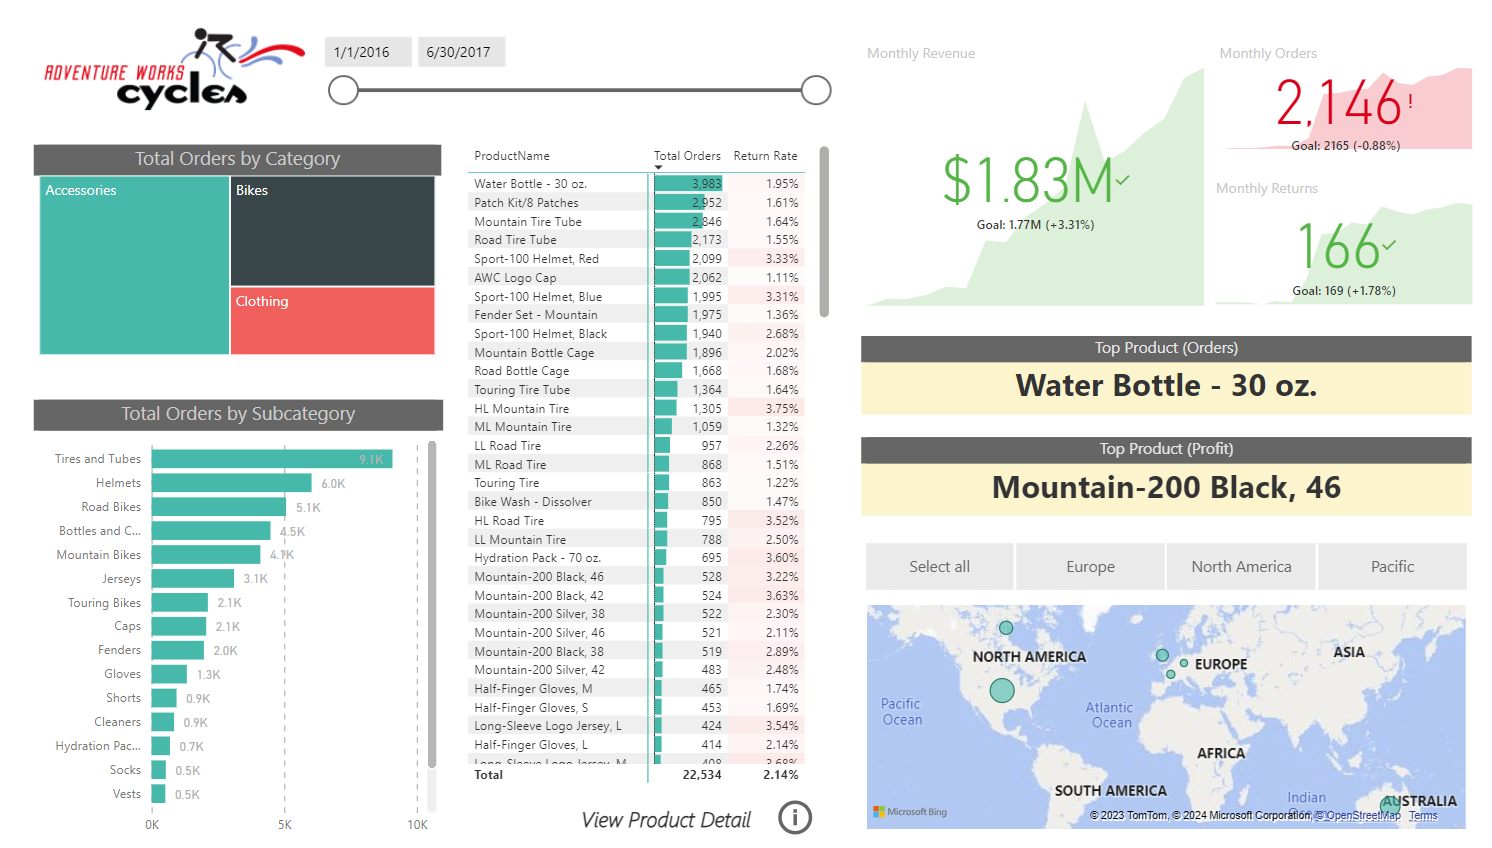 ADVENTURE WORKS
cycles
1/1/2016
6/30/2017
Total Orders by Category
Accessories
Bikes
Clothing
Total Orders by Subcategory
Tires and Tubes 9.1K
Helmets 6.0K
Road Bikes 5.1K
Bottles and C... 4.5K
Mountain Bikes 4.1K
Jerseys 3.1K
Touring Bikes 2.1K
Caps 2.1K
Fenders 2.0K
Gloves 1.3K
Shorts 0.9K
Cleaners 0.9K
Hydration Pac... 0.7K
Socks 0.5K
Vests 0.5K
0K 5K 10K
ProductName Total Orders Return Rate
Water Bottle - 30 oz. 3,983 1.95%
Patch Kit/8 Patches 2,952 1.61%
Mountain Tire Tube 2,846 1.64%
Road Tire Tube 2,173 1.55%
Sport-100 Helmet, Red 2,099 3.33%
AWC Logo Cap 2,062 1.11%
Sport-100 Helmet, Blue 1,995 3.31%
Fender Set - Mountain 1,975 1.36%
Sport-100 Helmet, Black 1,940 2.68%
Mountain Bottle Cage 1,896 2.02%
Road Bottle Cage 1,668 1.68%
Touring Tire Tube 1,364 1.64%
HL Mountain Tire 1,305 3.75%
ML Mountain Tire 1,059 1.32%
LL Road Tire 957 2.26%
ML Road Tire 868 1.51%
Touring Tire 863 1.22%
Bike Wash - Dissolver 850 1.47%
HL Road Tire 795 3.52%
LL Mountain Tire 788 2.50%
Hydration Pack - 70 oz. 695 3.60%
Mountain-200 Black, 46 528 3.22%
Mountain-200 Black, 42 524 3.63%
Mountain-200 Silver, 38 522 2.30%
Mountain-200 Silver, 46 521 2.11%
Mountain-200 Black, 38 519 2.89%
Mountain-200 Silver, 42 483 2.48%
Half-Finger Gloves, M 465 1.74%
Half-Finger Gloves, S 453 1.69%
Long-Sleeve Logo Jersey, L 424 3.54%
Half-Finger Gloves, L 414 2.14%
Long-Sleeve Logo Jersey, M 408 3.68%
Total 22,534 2.14%
View Product Detail
Monthly Revenue
$1.83M
Goal: 1.77M (+3.31%)
Monthly Orders
2,146!
Goal: 2165 (-0.88%)
Monthly Returns
166
Goal: 169 (+1.78%)
Top Product (Orders)
Water Bottle - 30 oz.
Top Product (Profit)
Mountain-200 Black, 46
Select all
Europe
North America
Pacific
NORTH AMERICA
EUROPE
ASIA
Pacific
Ocean
Atlantic
Ocean
AFRICA
SOUTH AMERICA
Indian
AUSTRALIA
Microsoft Bing
© 2023 TomTom, © 2024 Microsoft Corporation, © OpenStreetMap Terms